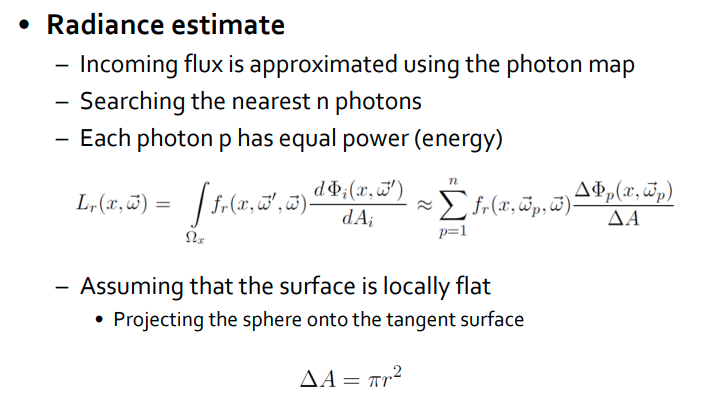 • Radiance estimate
– Incoming flux is approximated using the photon map
– Searching the nearest n photons
– Each photon p has equal power (energy)
$L_r(x,\vec{\omega}) = \int_{\Omega_x} f_r(x,\vec{\omega}',\vec{\omega}) \frac{d\Phi_i(x,\vec{\omega}')}{dA_i} \approx \sum_{p=1}^{n} f_r(x,\vec{\omega}_p,\vec{\omega}) \frac{\Delta\Phi_p(x,\vec{\omega}_p)}{\Delta A}$
– Assuming that the surface is locally flat
• Projecting the sphere onto the tangent surface
$\Delta A = \pi r^2$